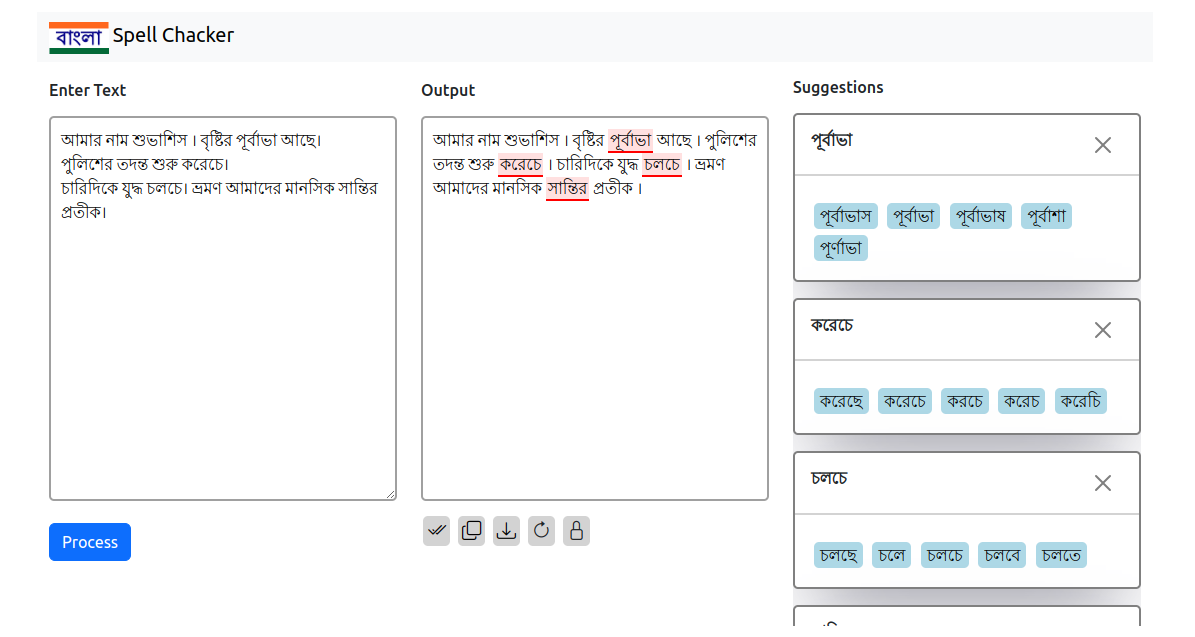 বাংলা Spell Chacker
Enter Text
আমার নাম শুভাশিস । বৃষ্টির পূর্বাভা আছে।
পুলিশের তদন্ত শুরু করেচে।
চারিদিকে যুদ্ধ চলচে। ভ্রমণ আমাদের মানসিক সান্তির
প্রতীক।
Process
Output
আমার নাম শুভাশিস । বৃষ্টির পূর্বাভা আছে । পুলিশের
তদন্ত শুরু করেচে । চারিদিকে যুদ্ধ চলচে । ভ্রমণ
আমাদের মানসিক সান্তির প্রতীক ।
Suggestions
পূর্বাভা
পূর্বাভাস পূর্বাভা পূর্বাভাষ পূর্বাশা
পূর্ণাভা
করেচে
করেছে করেচে করচে করেচ করেচি
চলচে
চলছে চলে চলচে চলবে চলতে